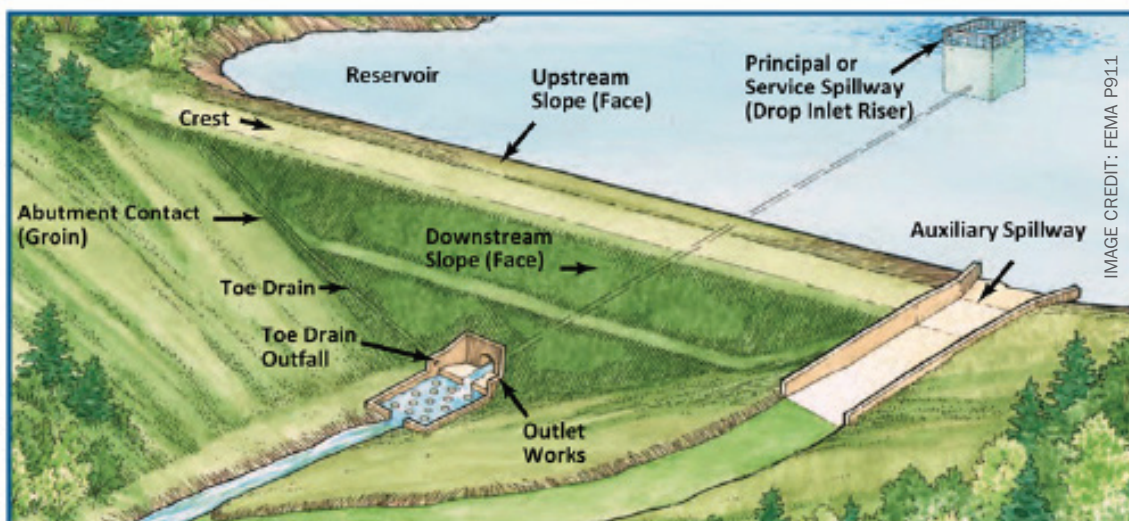 Reservoir
Upstream
Slope (Face)
Principal or
Service Spillway
(Drop Inlet Riser)
Crest
Abutment Contact
(Groin)
Downstream
Slope (Face)
Auxiliary Spillway
Toe Drain
Toe Drain
Outfall
Outlet
Works
IMAGE CREDIT: FEMA P911